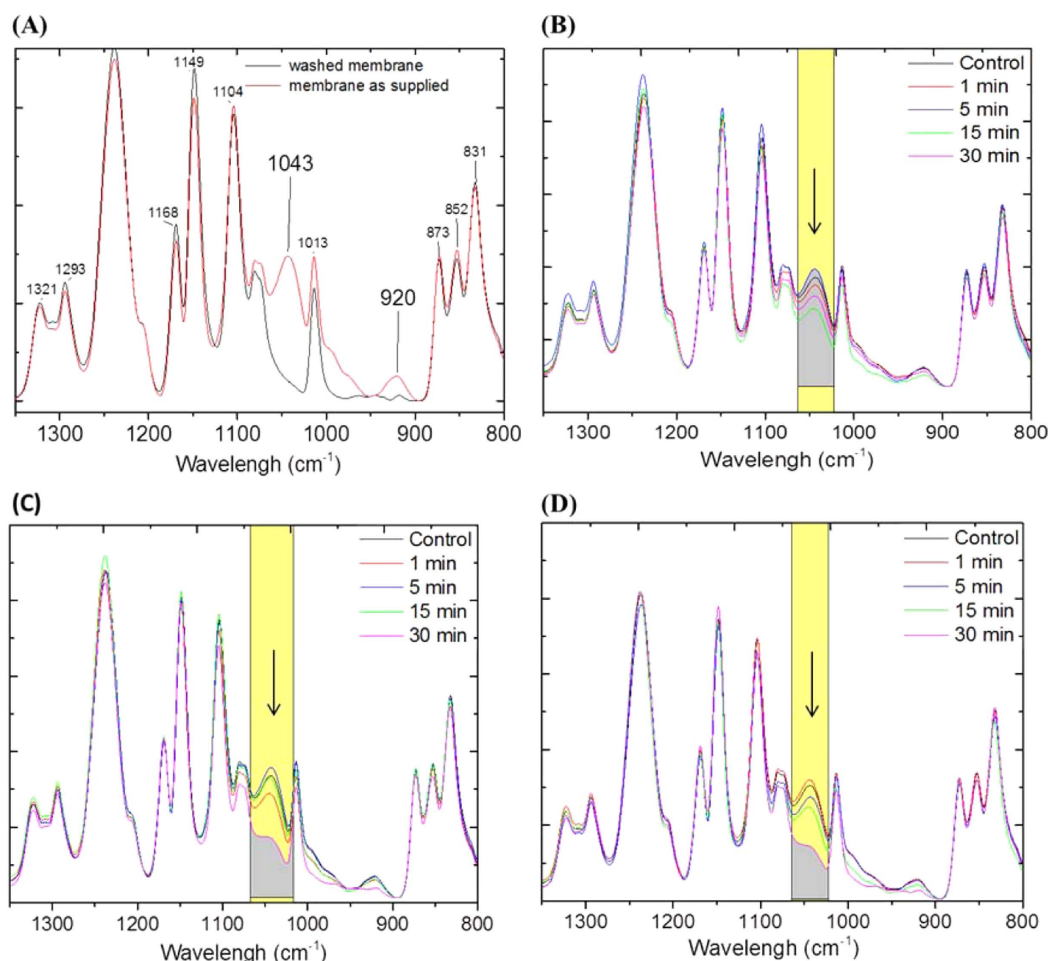 (A)
washed membrane
membrane as supplied
1149
1104
1043
831
1168
1013
852
873
1293
1321
920
1300 1200 1100 1000 900 800
Wavelengh (cm-1)
(B)
Control
1 min
5 min
15 min
30 min
1300 1200 1100 1000 900 800
Wavelengh (cm-1)
(C)
Control
1 min
5 min
15 min
30 min
1300 1200 1100 1000 900 800
Wavelengh (cm-1)
(D)
Control
1 min
5 min
15 min
30 min
1300 1200 1100 1000 900 800
Wavelengh (cm-1)